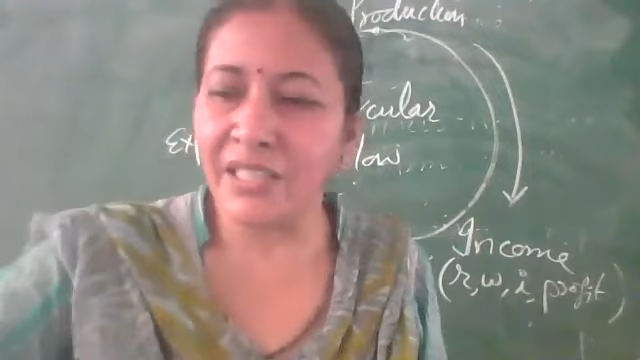 Production
cular
Ex
low
Income
(r, w, i, profit)